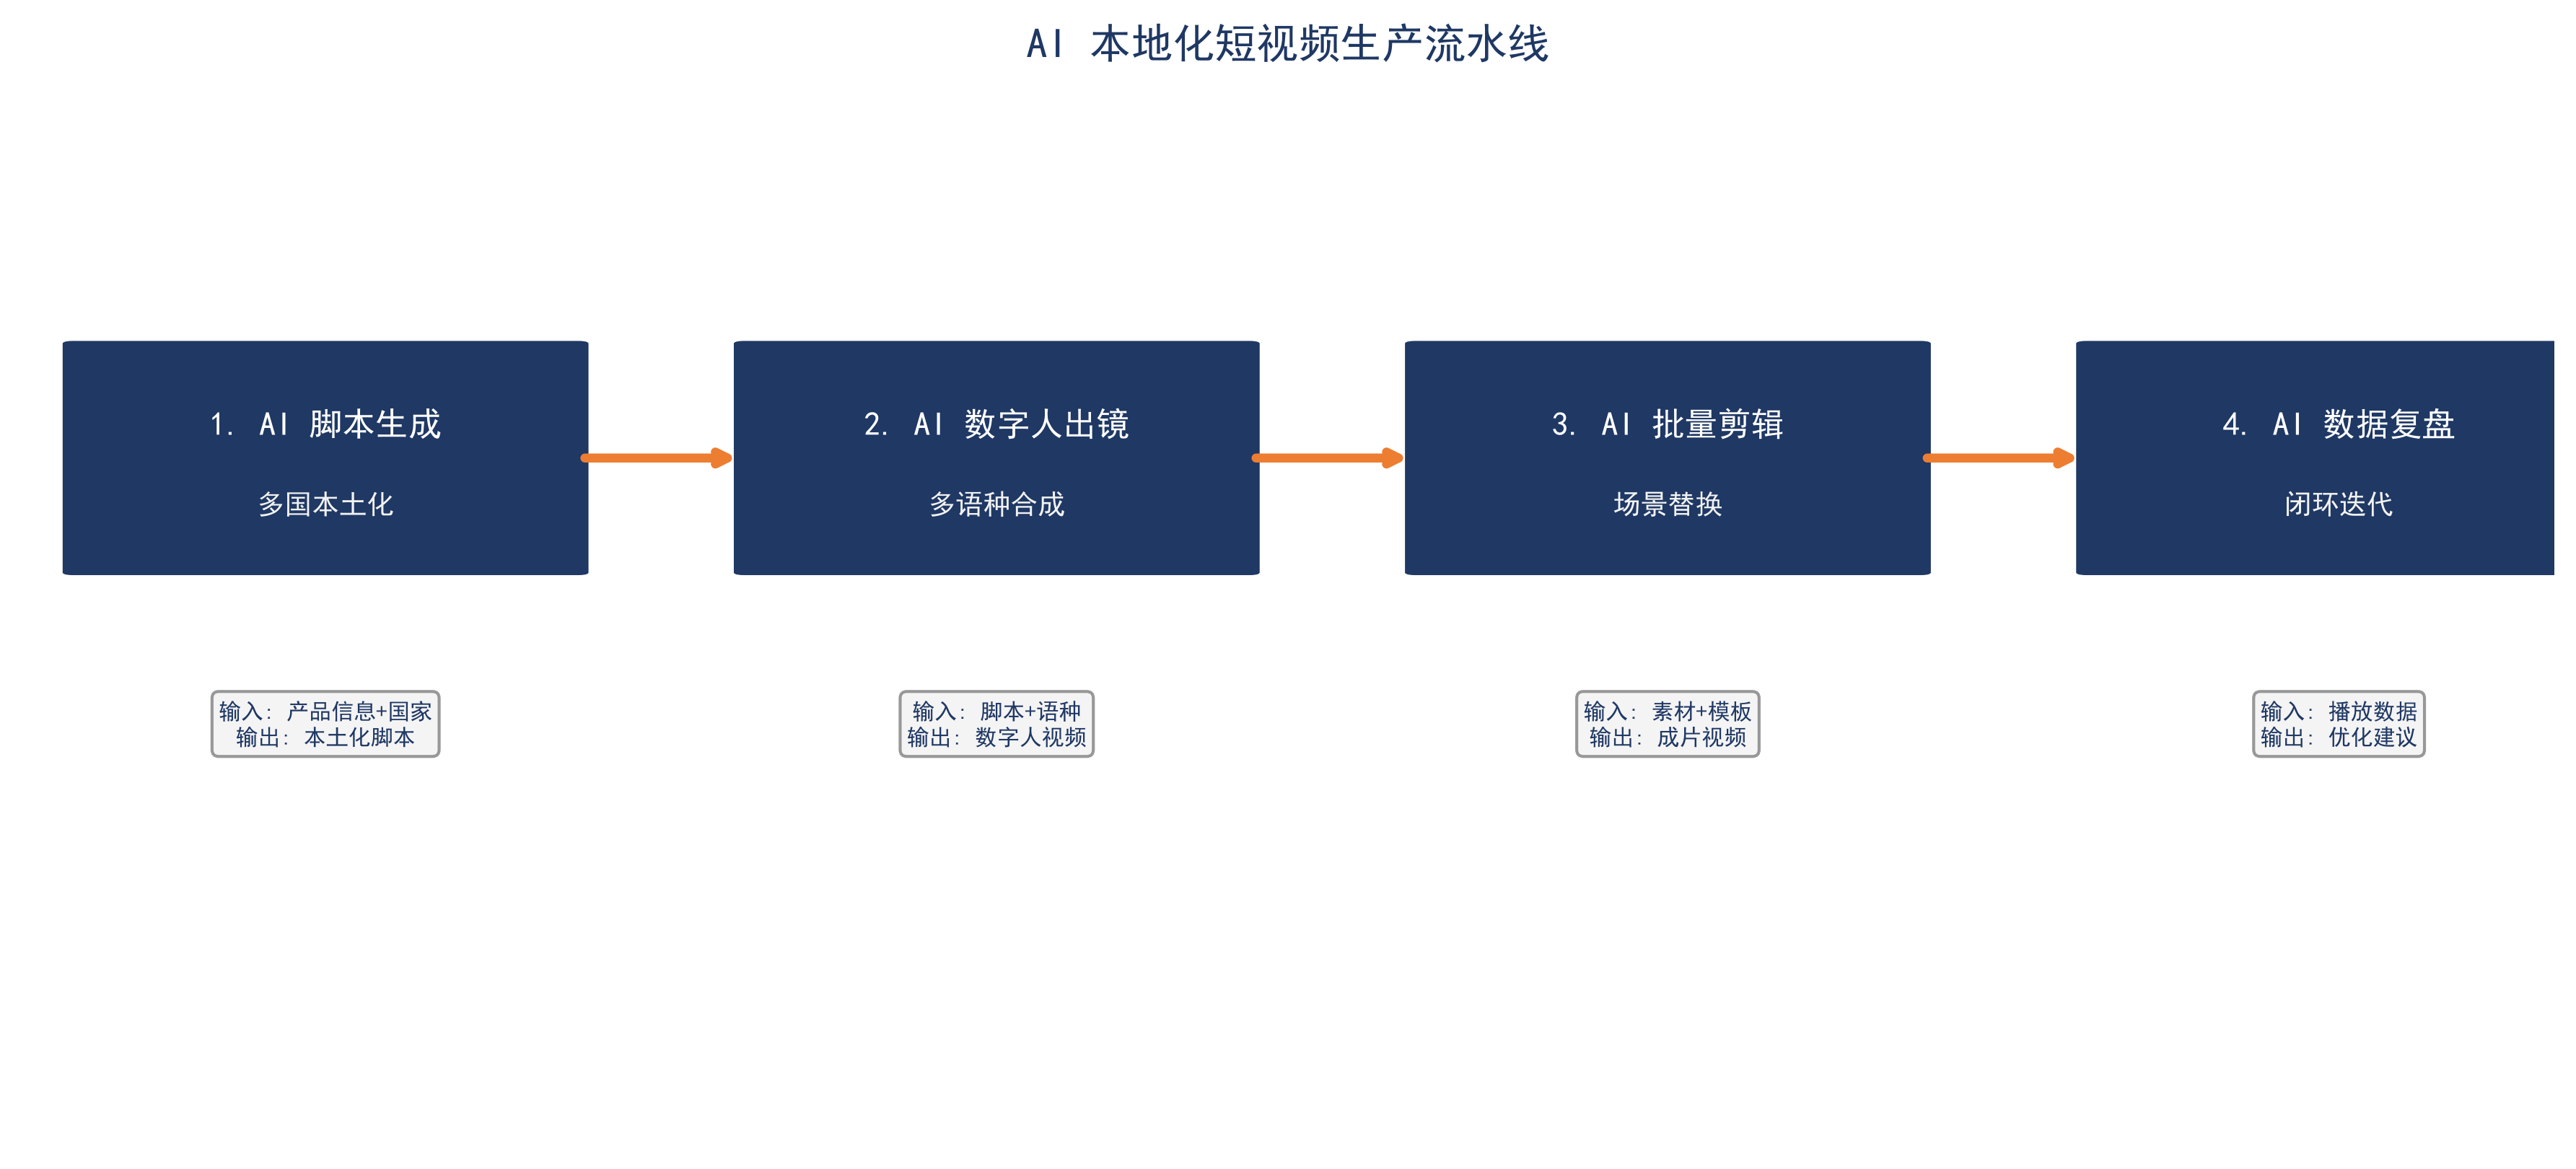 AI 本地化短视频生产流水线
1. AI 脚本生成
多国本土化
2. AI 数字人出镜
多语种合成
3. AI 批量剪辑
场景替换
4. AI 数据复盘
闭环迭代
输入: 产品信息+国家
输出: 本土化脚本
输入: 脚本+语种
输出: 数字人视频
输入: 素材+模板
输出: 成片视频
输入: 播放数据
输出: 优化建议